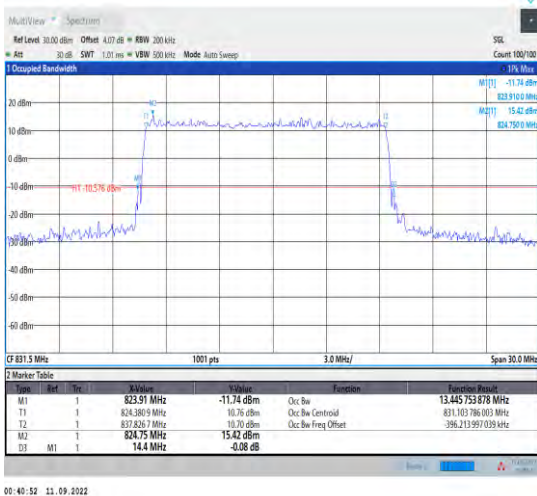 MultiView Spectrum
Ref Level 30.00 dBm Offset 4.07 dB RBW 200 kHz SGL
Att 30 dB SWT 1.01 ms VBW 500 kHz Mode Auto Sweep Count 100/100
1 Occupied Bandwidth 1Pk Max
M1[1] -11.74 dBm
823.9100 MHz
M2[1] 15.42 dBm
824.7500 MHz
M2
T1
20 dBm
10 dBm
0 dBm
M1
-10 dBm
H1 -10.576 dBm
-20 dBm
-30 dBm
-40 dBm
-50 dBm
-60 dBm
CF 831.5 MHz 1001 pts 3.0 MHz/ Span 30.0 MHz
2 Marker Table
Type Ref Trc X-Value Y-Value Function Function Result
M1 1 823.91 MHz -11.74 dBm Occ Bw 13.445 753 878 MHz
T1 1 824.380 9 MHz 10.76 dBm Occ Bw Centroid 831.103 786 003 MHz
T2 1 837.826 7 MHz 10.70 dBm Occ Bw Freq Offset -396.213 997 039 kHz
M2 1 824.75 MHz 15.42 dBm
D3 M1 1 14.4 MHz -0.08 dB
00:40:52 11.09.2022